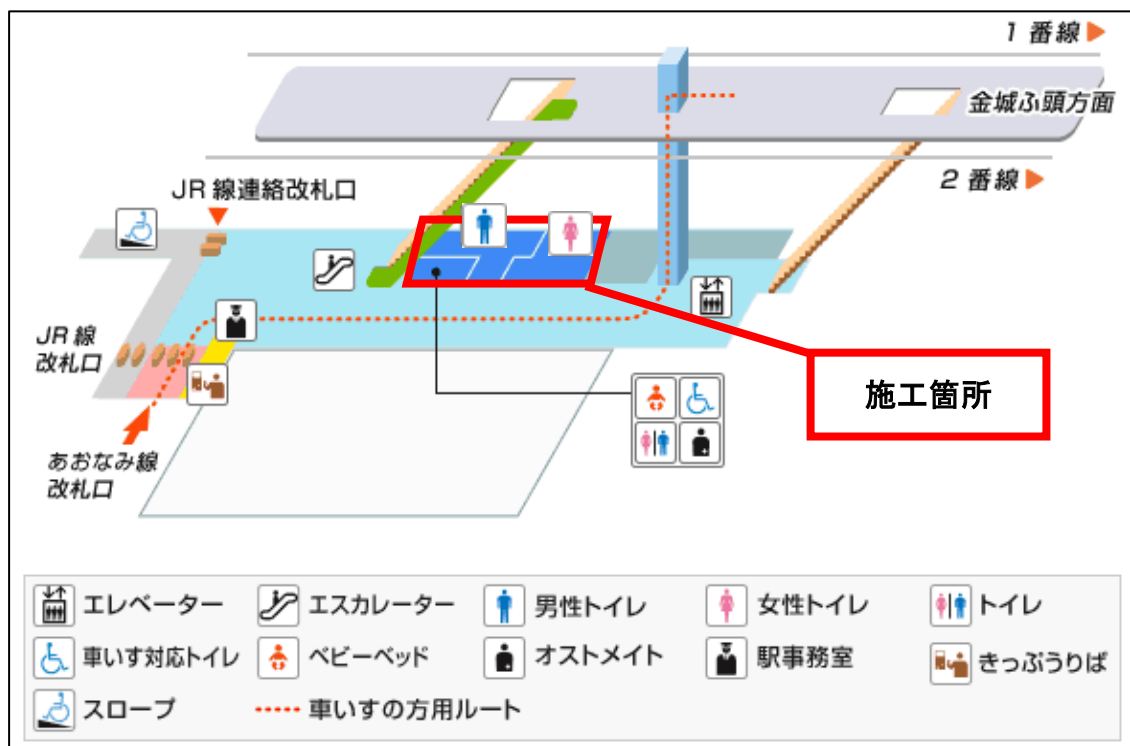 1 番線
金城ふ頭方面
2 番線
JR 線連絡改札口
JR 線
改札口
施工箇所
あおなみ線
改札口
エレベーター
エスカレーター
男性トイレ
女性トイレ
トイレ
車いす対応トイレ
ベビーベッド
オストメイト
駅事務室
きっぷうりば
スロープ
車いすの方用ルート